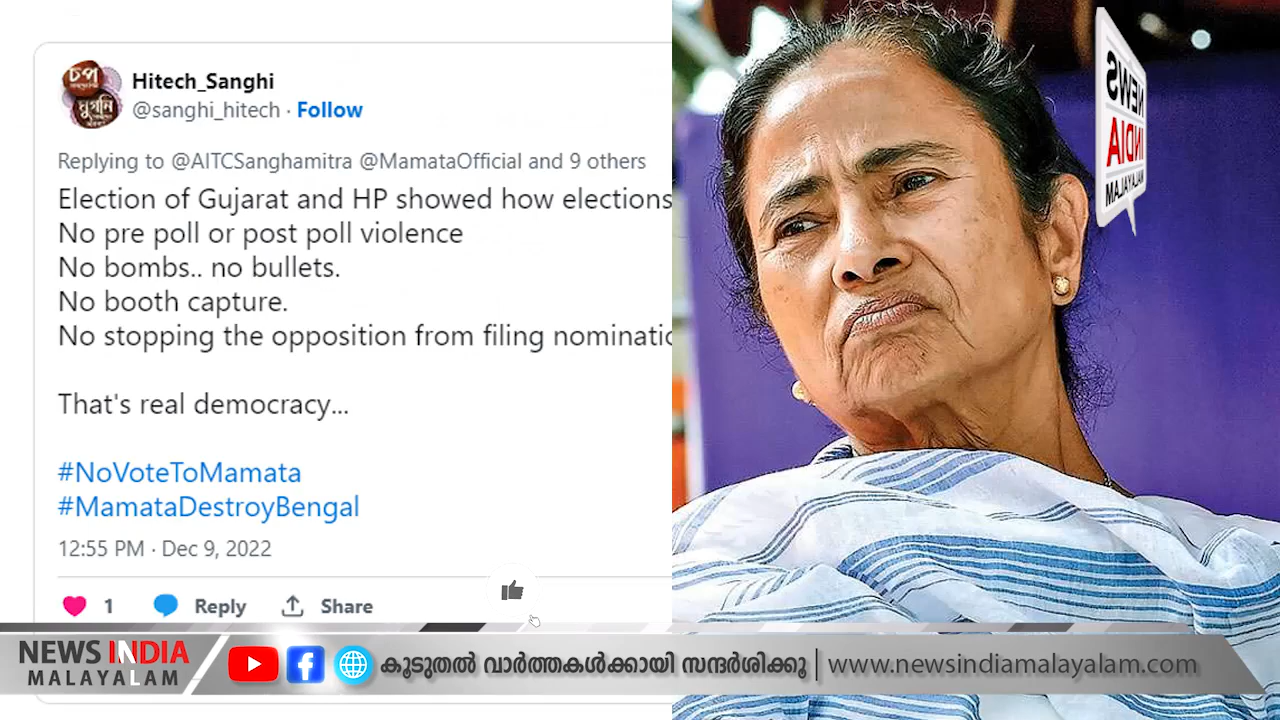 Hitech_Sanghi
@sanghi_hitech · Follow
Replying to @AITCSanghamitra @MamataOfficial and 9 others
Election of Gujarat and HP showed how elections
No pre poll or post poll violence
No bombs.. no bullets.
No booth capture.
No stopping the opposition from filing nominatio
That's real democracy...
#NoVoteToMamata
#MamataDestroyBengal
12:55 PM · Dec 9, 2022
1 Reply Share
NEWS
INDIA
MALAYALAM
NEWS INDIA
MALAYALAM
കൂടുതൽ വാർത്തകൾക്കായി സന്ദർശിക്കൂ | www.newsindiamalayalam.com